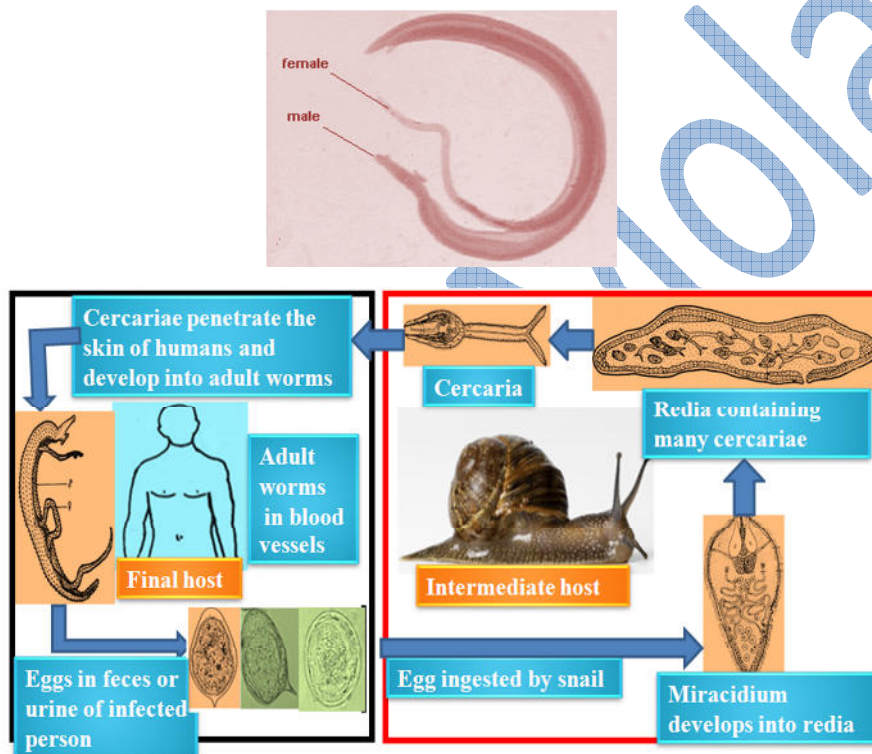 female
male
Cercariae penetrate the
skin of humans and
develop into adult worms
Cercaria
Redia containing
many cercariae
Adult
worms
in blood
vessels
Final host
Intermediate host
Eggs in feces or
urine of infected
person
Egg ingested by snail
Miracidium
develops into redia